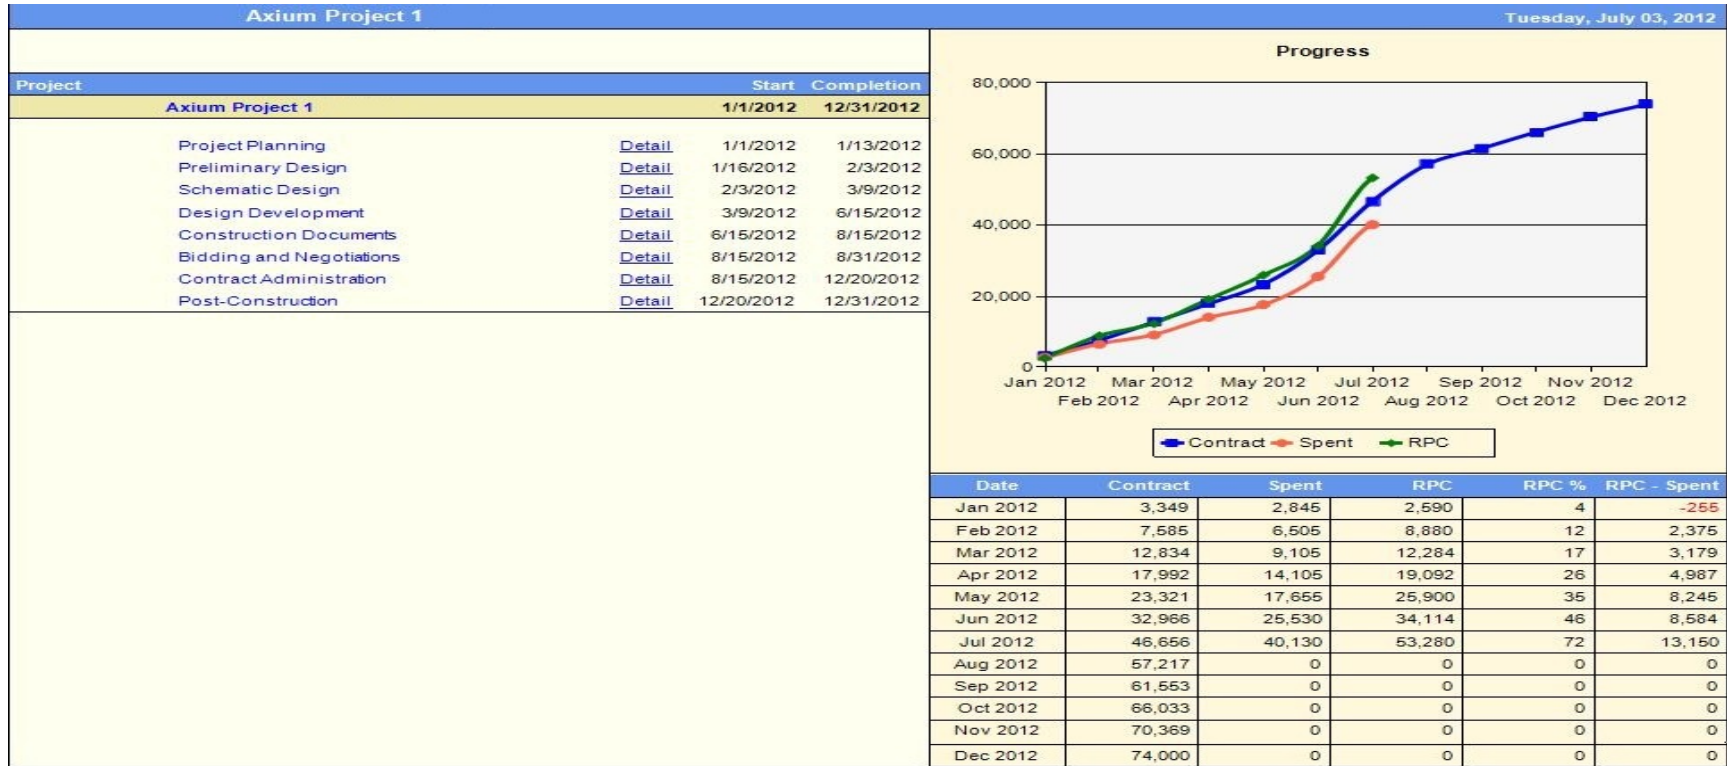 Axium Project 1
Tuesday, July 03, 2012
Project Start Completion
Axium Project 1 1/1/2012 12/31/2012
Project Planning Detail 1/1/2012 1/13/2012
Preliminary Design Detail 1/16/2012 2/3/2012
Schematic Design Detail 2/3/2012 3/9/2012
Design Development Detail 3/9/2012 6/15/2012
Construction Documents Detail 6/15/2012 8/15/2012
Bidding and Negotiations Detail 8/15/2012 8/31/2012
Contract Administration Detail 8/15/2012 12/20/2012
Post-Construction Detail 12/20/2012 12/31/2012
Progress
80,000
60,000
40,000
20,000
0
Jan 2012 Mar 2012 May 2012 Jul 2012 Sep 2012 Nov 2012
Feb 2012 Apr 2012 Jun 2012 Aug 2012 Oct 2012 Dec 2012
Contract Spent RPC
Date Contract Spent RPC RPC % RPC - Spent
Jan 2012 3,349 2,845 2,590 4 -255
Feb 2012 7,585 6,505 8,880 12 2,375
Mar 2012 12,834 9,105 12,284 17 3,179
Apr 2012 17,992 14,105 19,092 26 4,987
May 2012 23,321 17,655 25,900 35 8,245
Jun 2012 32,966 25,530 34,114 46 8,584
Jul 2012 46,656 40,130 53,280 72 13,150
Aug 2012 57,217 0 0 0 0
Sep 2012 61,553 0 0 0 0
Oct 2012 66,033 0 0 0 0
Nov 2012 70,369 0 0 0 0
Dec 2012 74,000 0 0 0 0